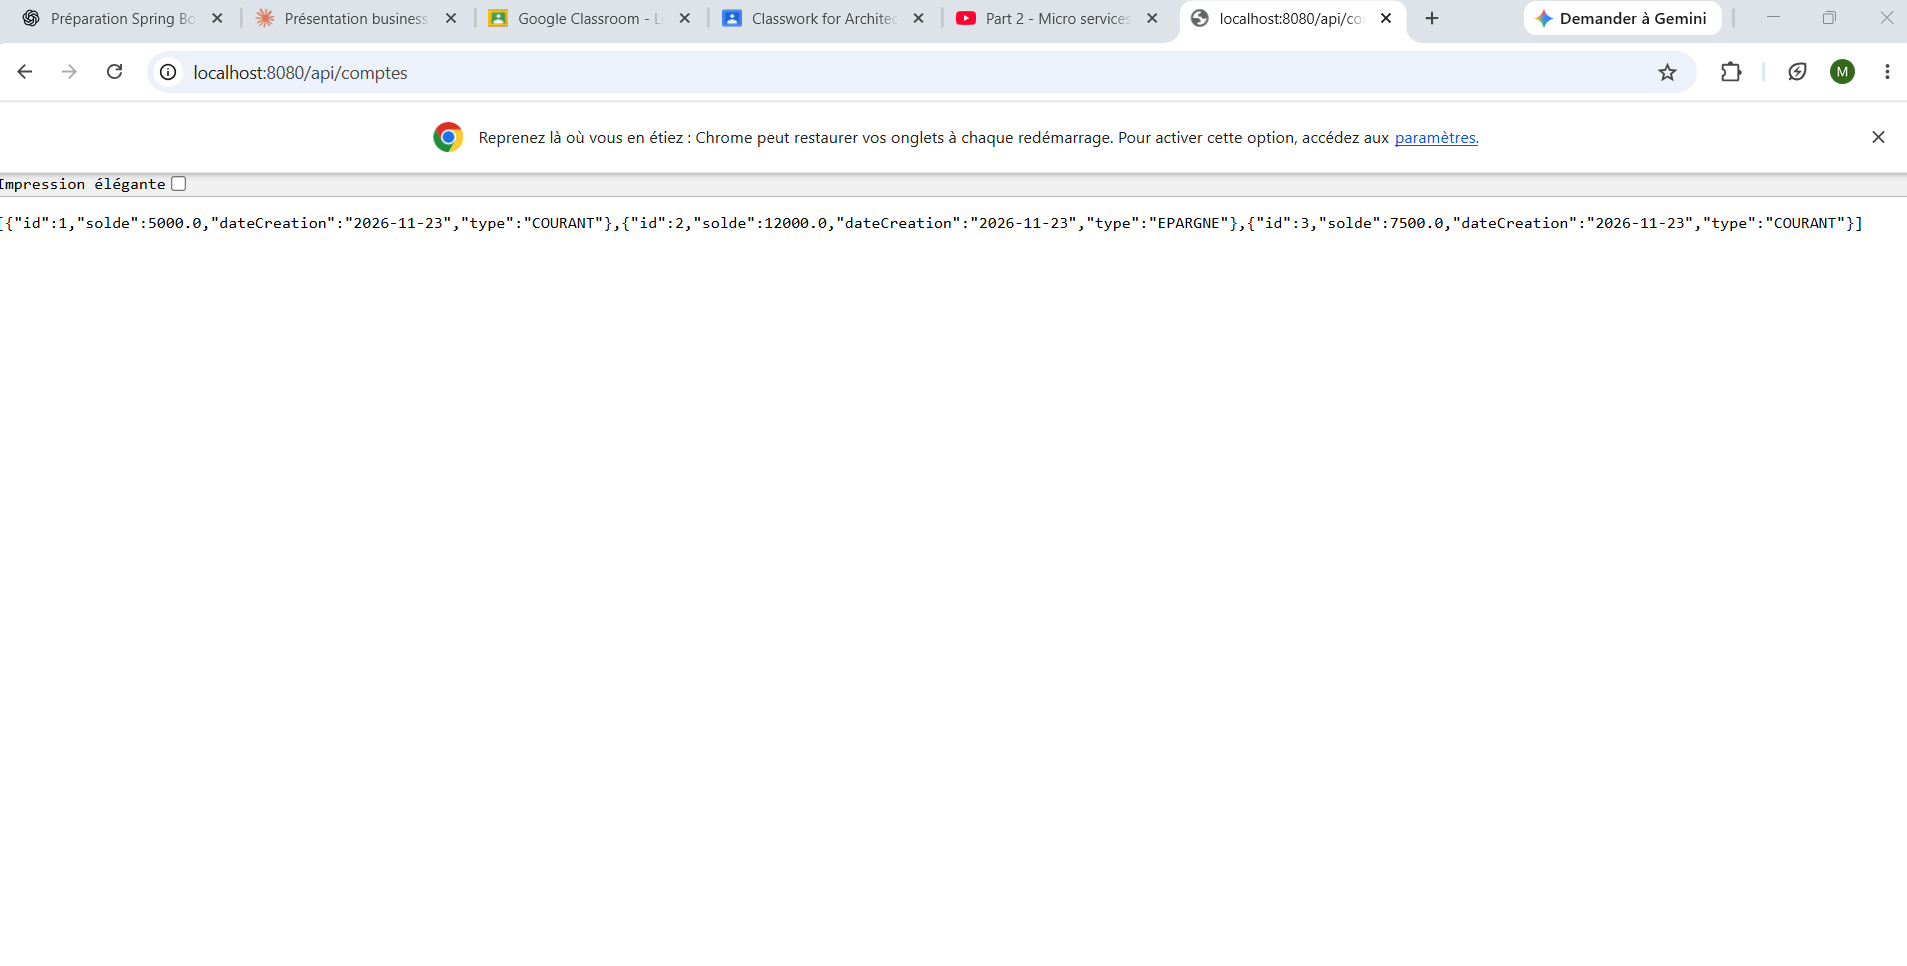 Préparation Spring Bo
Présentation business
Google Classroom - L
Classwork for Architec
Part 2 - Micro services
localhost:8080/api/co
Demander à Gemini
localhost:8080/api/comptes
M
Reprenez là où vous en étiez : Chrome peut restaurer vos onglets à chaque redémarrage. Pour activer cette option, accédez aux paramètres.
Impression élégante
[{"id":1,"solde":5000.0,"dateCreation":"2026-11-23","type":"COURANT"},{"id":2,"solde":12000.0,"dateCreation":"2026-11-23","type":"EPARGNE"},{"id":3,"solde":7500.0,"dateCreation":"2026-11-23","type":"COURANT"}]